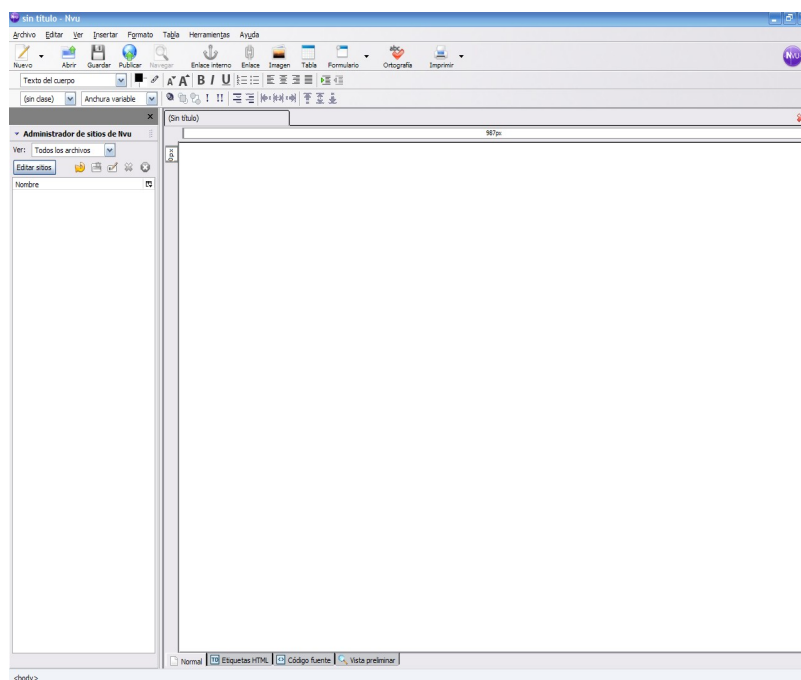 sin título - Nvu
Archivo Editar Ver Insertar Formato Tabla Herramientas Ayuda
Nuevo Abrir Guardar Publicar Navegar Enlace interno Enlace Imagen Tabla Formulario Ortografía Imprimir
Texto del cuerpo
(sin clase) Anchura variable
(Sin título)
Administrador de sitios de Nvu
987px
Ver: Todos los archivos
0px
Editar sitios
Nombre
Normal Etiquetas HTML Código fuente Vista preliminar
<body>